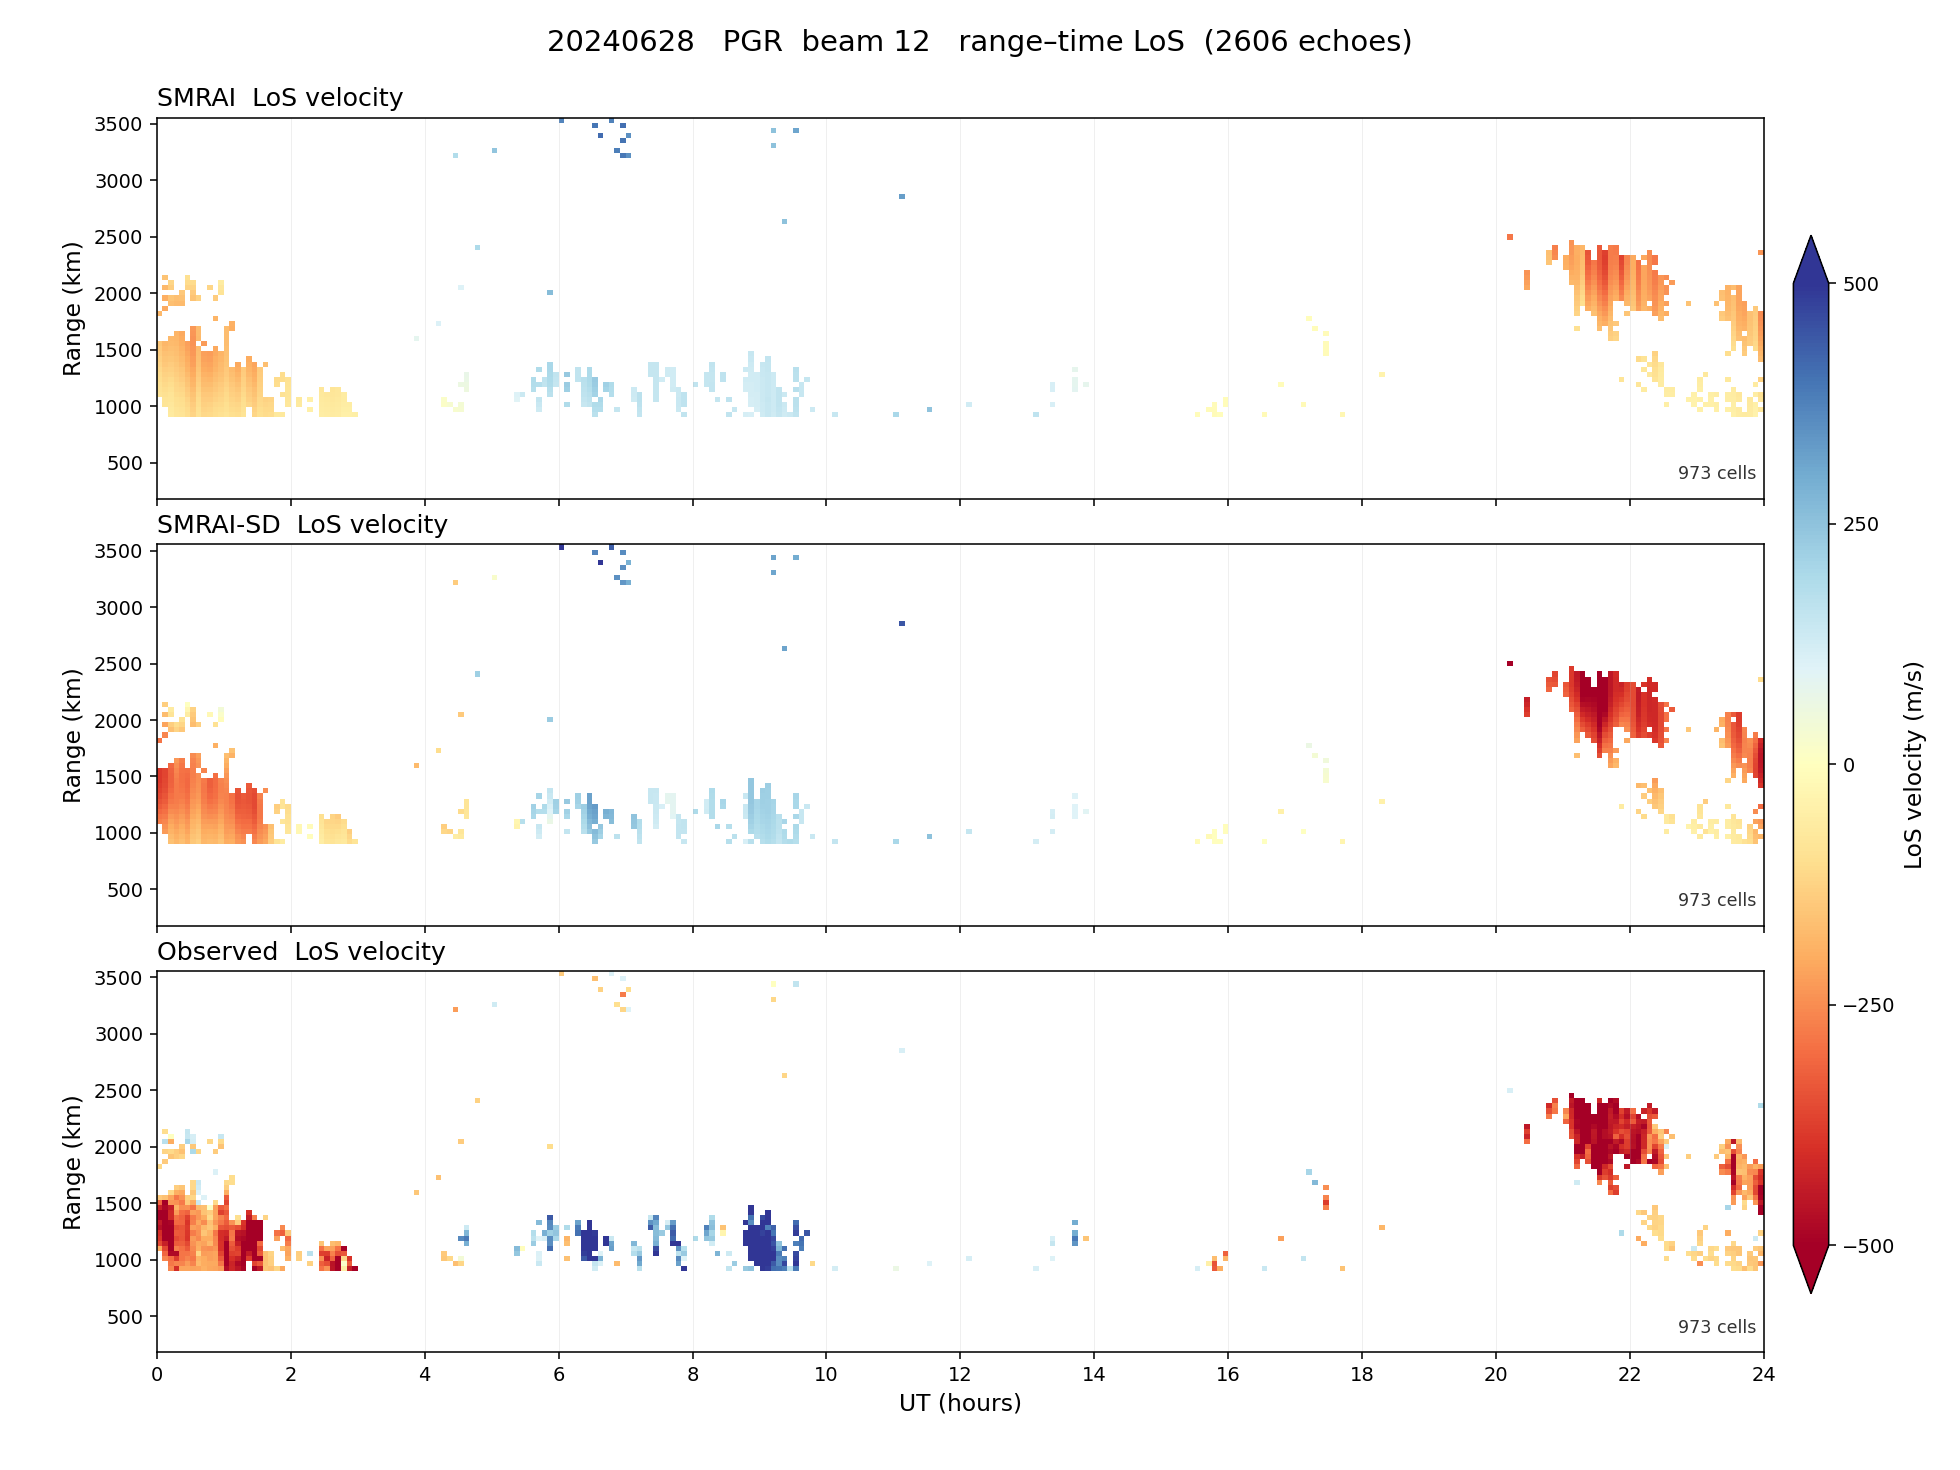 20240628   PGR  beam 12   range–time LoS  (2606 echoes)
SMRAI  LoS velocity
3500
3000
2500
2000
1500
1000
500
Range (km)
973 cells
SMRAI-SD  LoS velocity
3500
3000
2500
2000
1500
1000
500
Range (km)
973 cells
Observed  LoS velocity
3500
3000
2500
2000
1500
1000
500
Range (km)
973 cells
0 2 4 6 8 10 12 14 16 18 20 22 24
UT (hours)
500
250
0
−250
−500
LoS velocity (m/s)